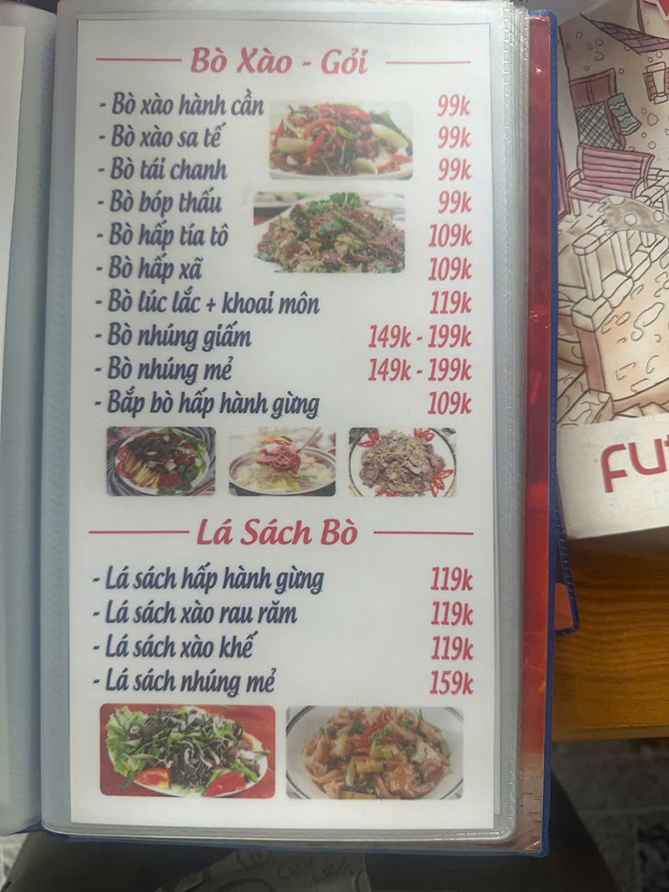 Bò Xào - Gỏi
- Bò xào hành cần 99k
- Bò xào sa tế 99k
- Bò tái chanh 99k
- Bò bóp thấu 99k
- Bò hấp tía tô 109k
- Bò hấp xã 109k
- Bò lúc lắc + khoai môn 119k
- Bò nhúng giấm 149k - 199k
- Bò nhúng mẻ 149k - 199k
- Bắp bò hấp hành gừng 109k
Lá Sách Bò
- Lá sách hấp hành gừng 119k
- Lá sách xào rau răm 119k
- Lá sách xào khế 119k
- Lá sách nhúng mẻ 159k